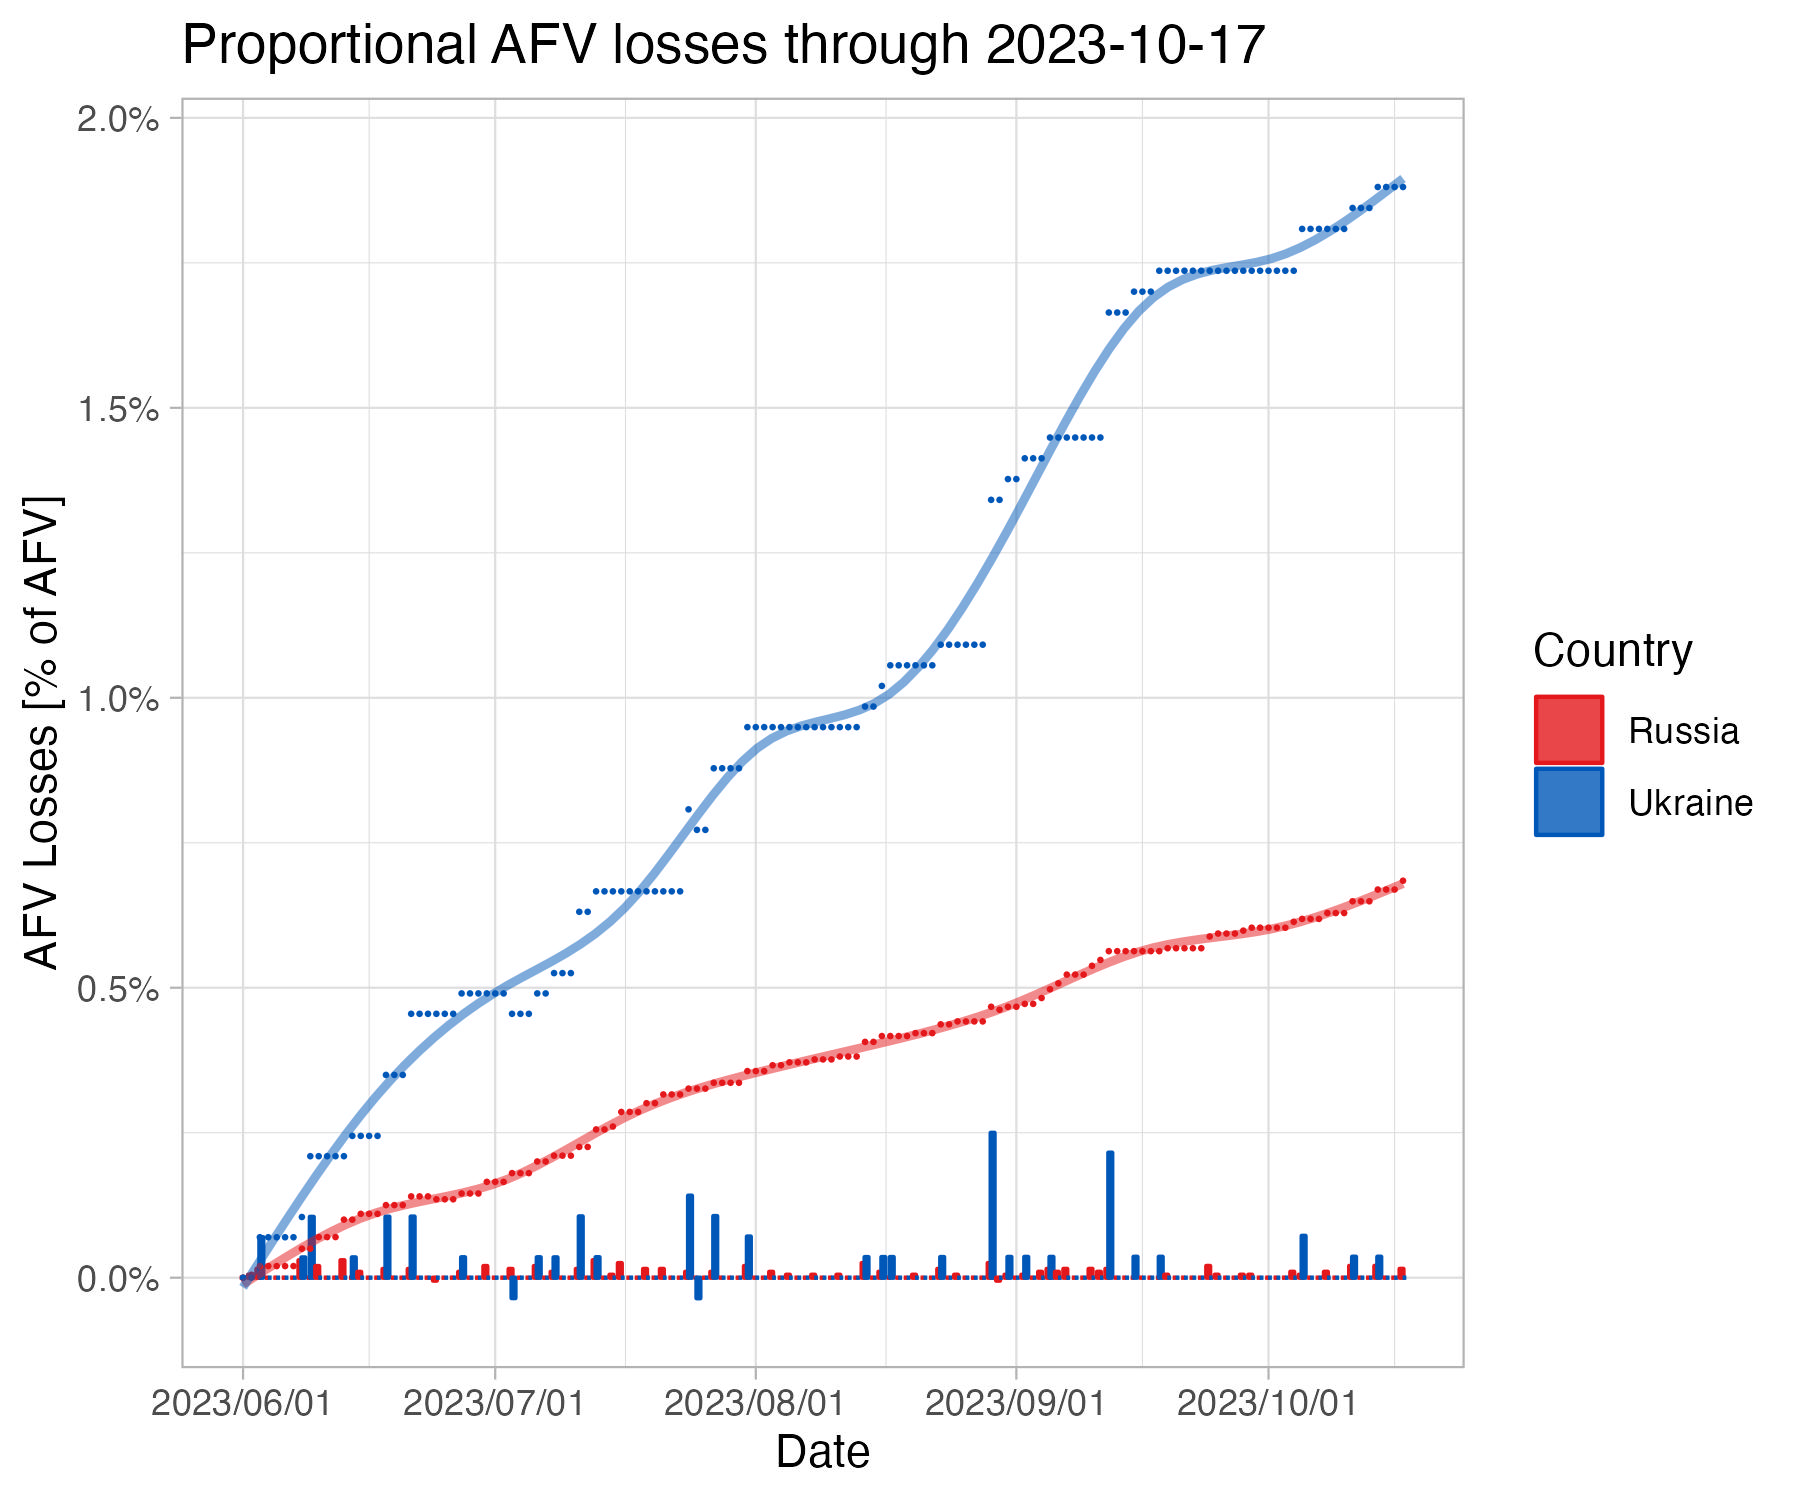 Proportional AFV losses through 2023-10-17
2.0%
1.5%
1.0%
0.5%
0.0%
AFV Losses [% of AFV]
2023/06/01
2023/07/01
2023/08/01
2023/09/01
2023/10/01
Date
Country
Russia
Ukraine